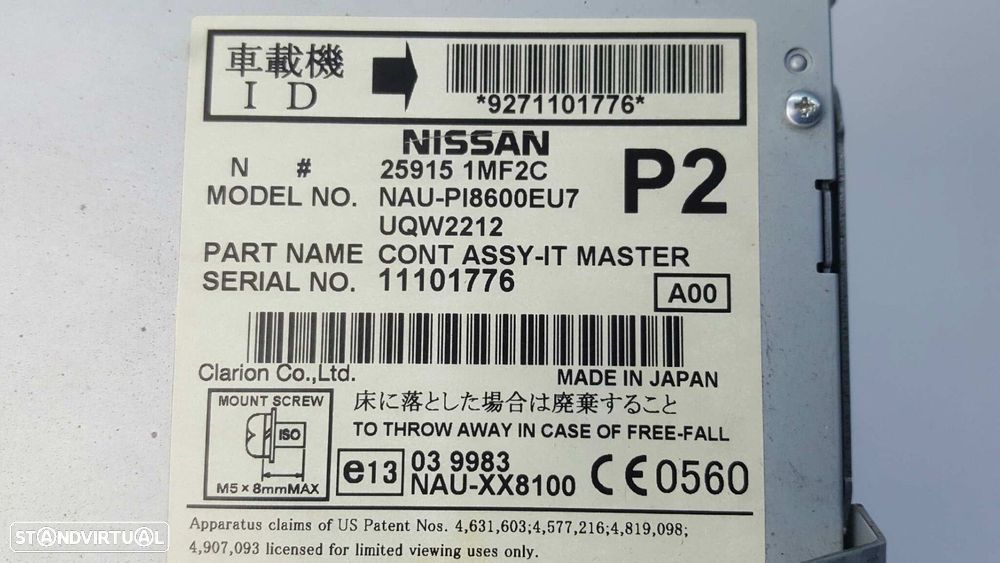 車載機
ID
*9271101776*
NISSAN
N # 25915 1MF2C
P2
MODEL NO. NAU-PI8600EU7
UQW2212
PART NAME CONT ASSY-IT MASTER
SERIAL NO. 11101776
A00
Clarion Co.,Ltd.
MADE IN JAPAN
MOUNT SCREW
ISO
M5×8mmMAX
床に落とした場合は廃棄すること
TO THROW AWAY IN CASE OF FREE-FALL
e13
03 9983
NAU-XX8100
CE0560
Apparatus claims of US Patent Nos. 4,631,603;4,577,216;4,819,098;
4,907,093 licensed for limited viewing uses only.
STANDVIRTUAL